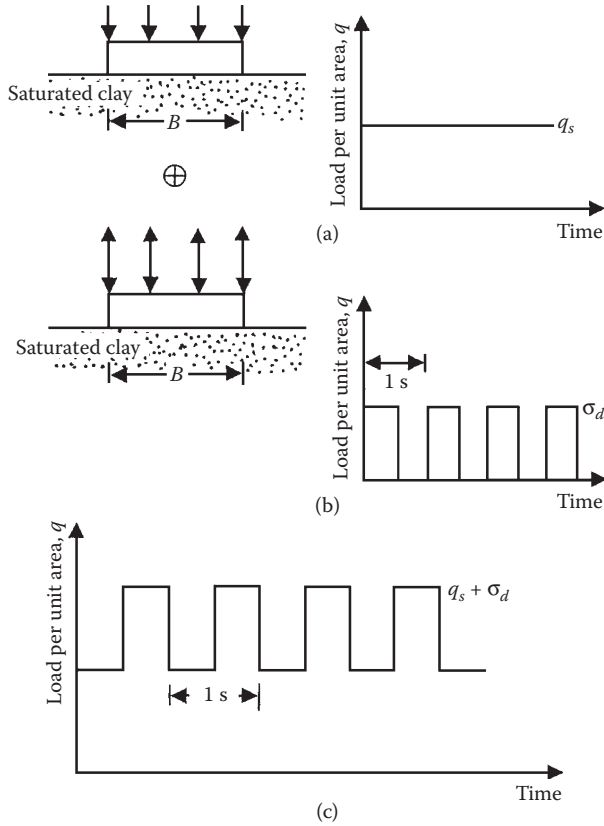 Saturated clay
B
Load per unit area, q
q_s
Time
(a)
Saturated clay
B
Load per unit area, q
1 s
σ_d
Time
(b)
Load per unit area, q
q_s + σ_d
1 s
Time
(c)